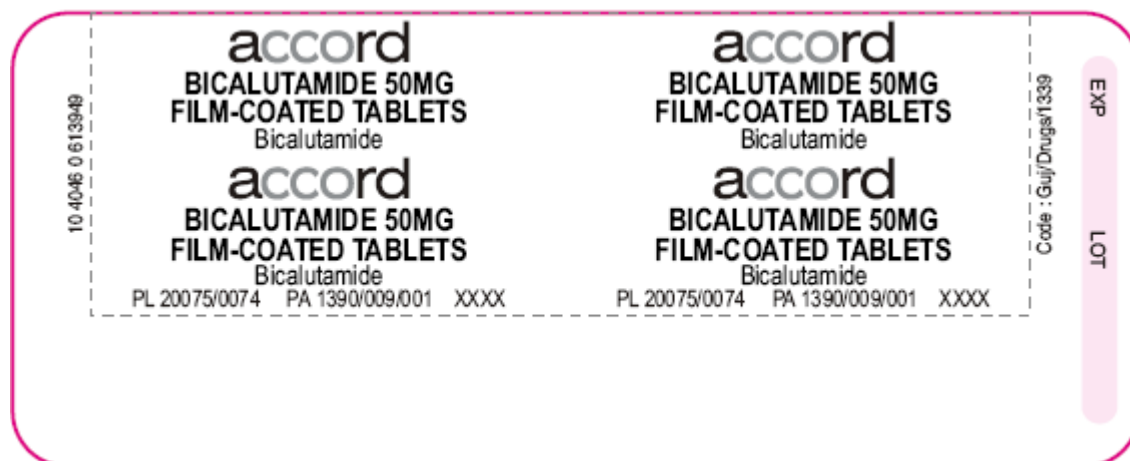 accord
BICALUTAMIDE 50MG
FILM-COATED TABLETS
Bicalutamide
accord
BICALUTAMIDE 50MG
FILM-COATED TABLETS
Bicalutamide
PL 20075/0074 PA 1390/009/001 XXXX
accord
BICALUTAMIDE 50MG
FILM-COATED TABLETS
Bicalutamide
accord
BICALUTAMIDE 50MG
FILM-COATED TABLETS
Bicalutamide
PL 20075/0074 PA 1390/009/001 XXXX
10 4046 0 613949
Code : Guj/Drugs/1339
EXP
LOT